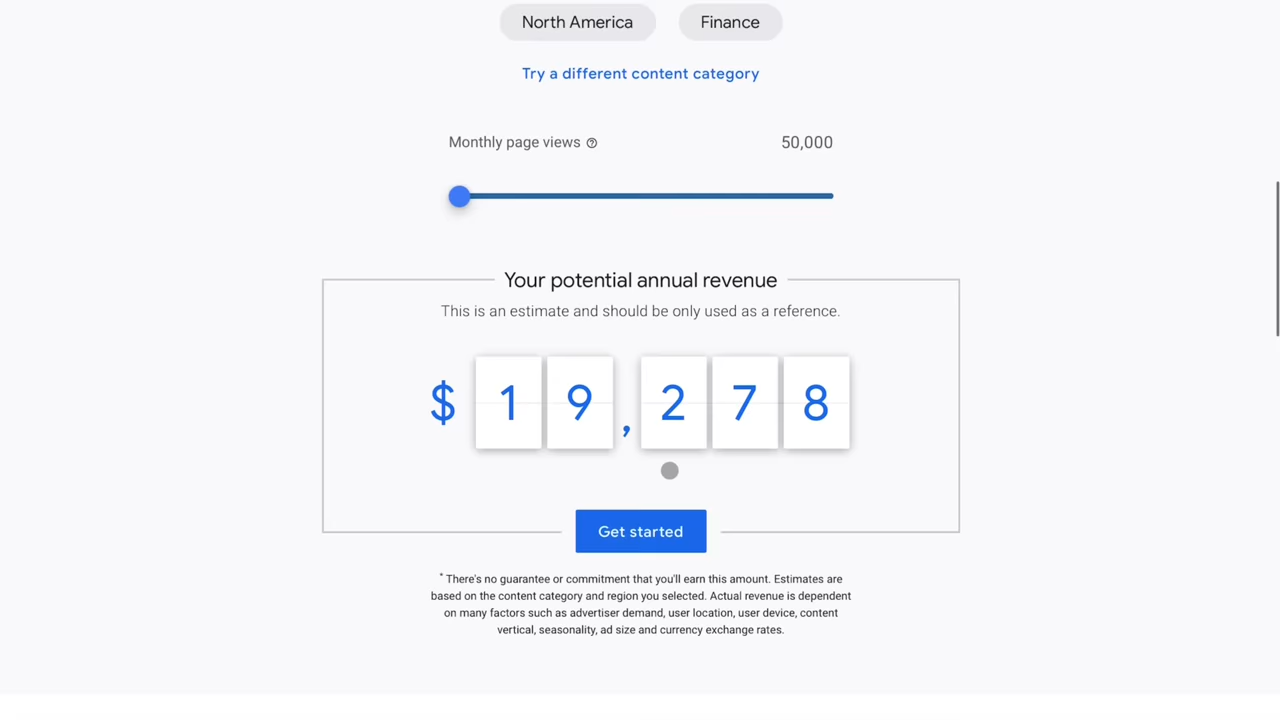 North America Finance
Try a different content category
Monthly page views 50,000
Your potential annual revenue
This is an estimate and should be only used as a reference.
$ 19,278
Get started
* There's no guarantee or commitment that you'll earn this amount. Estimates are
based on the content category and region you selected. Actual revenue is dependent
on many factors such as advertiser demand, user location, user device, content
vertical, seasonality, ad size and currency exchange rates.